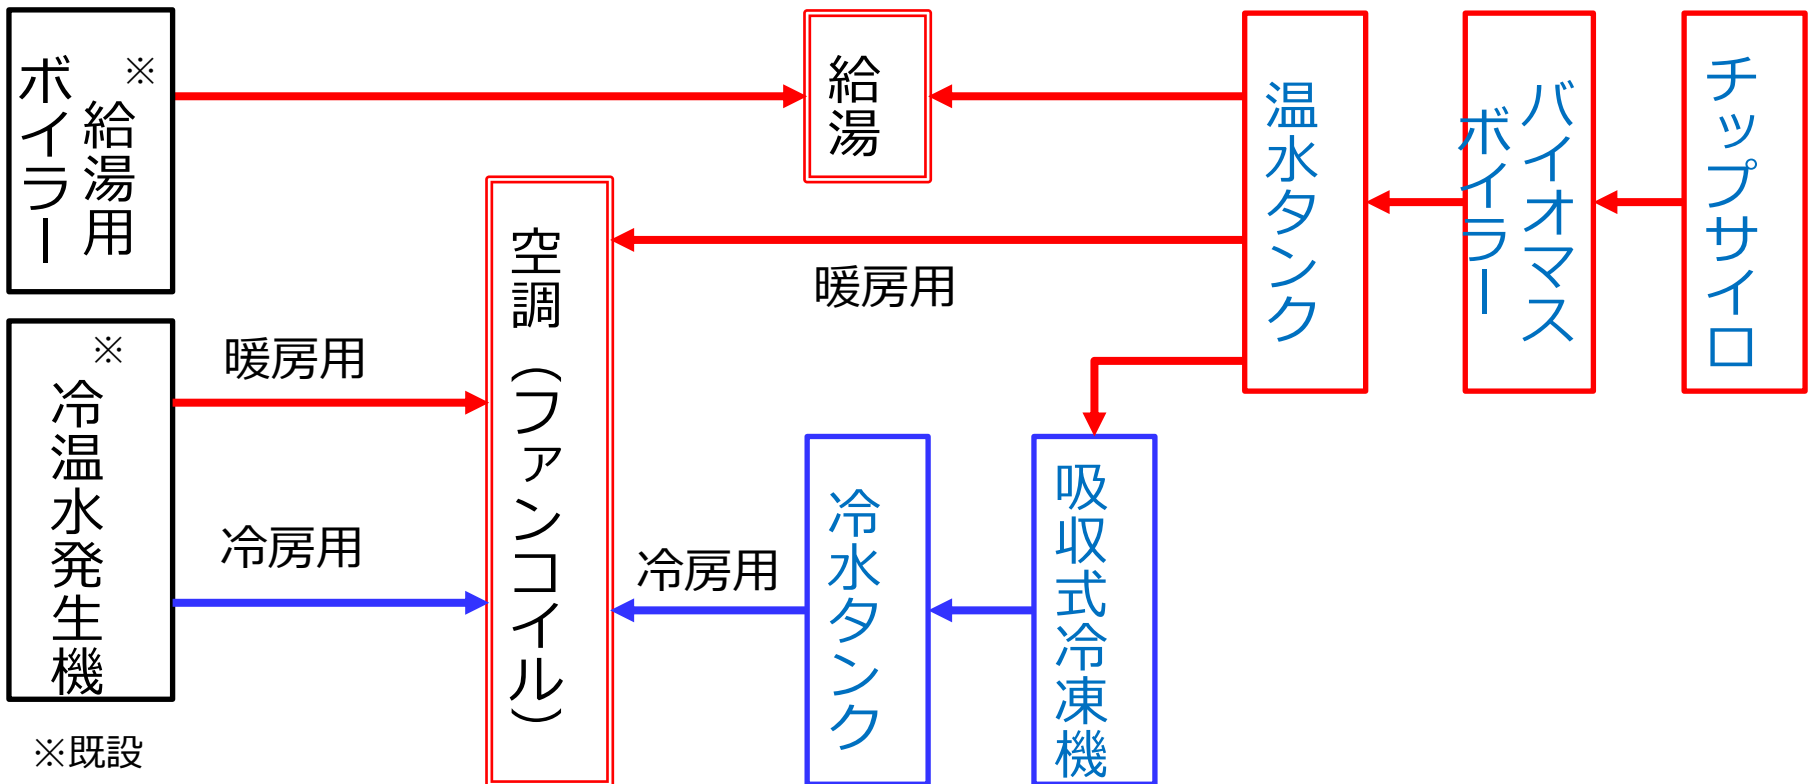 ※給湯用
ボイラー
給湯
温水タンク
バイオマス
ボイラー
チップサイロ
暖房用
※
冷温水発生機
暖房用
冷房用
空調（ファンコイル）
冷房用
冷水タンク
吸収式冷凍機
※既設